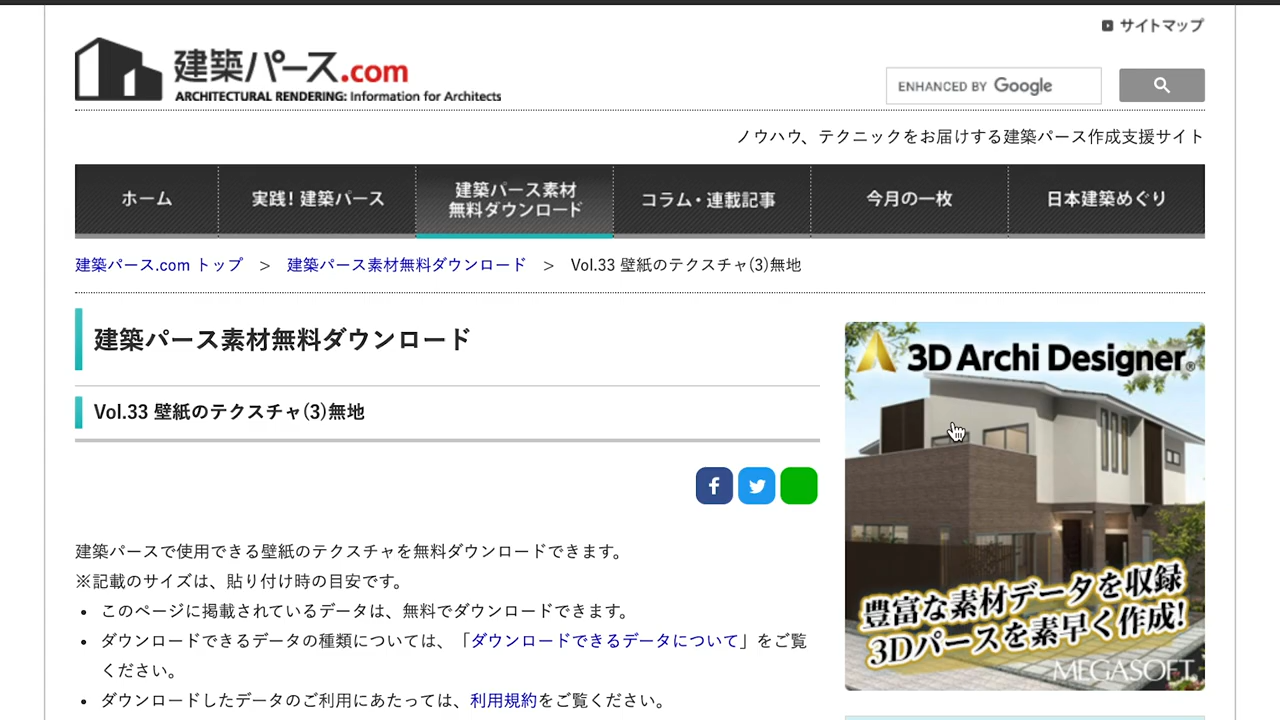 サイトマップ
建築パース.com
ARCHITECTURAL RENDERING: Information for Architects
ENHANCED BY Google
ノウハウ、テクニックをお届けする建築パース作成支援サイト
ホーム
実践! 建築パース
建築パース素材
無料ダウンロード
コラム・連載記事
今月の一枚
日本建築めぐり
建築パース.com トップ > 建築パース素材無料ダウンロード > Vol.33 壁紙のテクスチャ(3)無地
建築パース素材無料ダウンロード
Vol.33 壁紙のテクスチャ(3)無地
建築パースで使用できる壁紙のテクスチャを無料ダウンロードできます。
※記載のサイズは、貼り付け時の目安です。
• このページに掲載されているデータは、無料でダウンロードできます。
• ダウンロードできるデータの種類については、「ダウンロードできるデータについて」をご覧
ください。
• ダウンロードしたデータのご利用にあたっては、利用規約をご覧ください。
3D Archi Designer®
豊富な素材データを収録
3Dパースを素早く作成!
MEGASOFT®